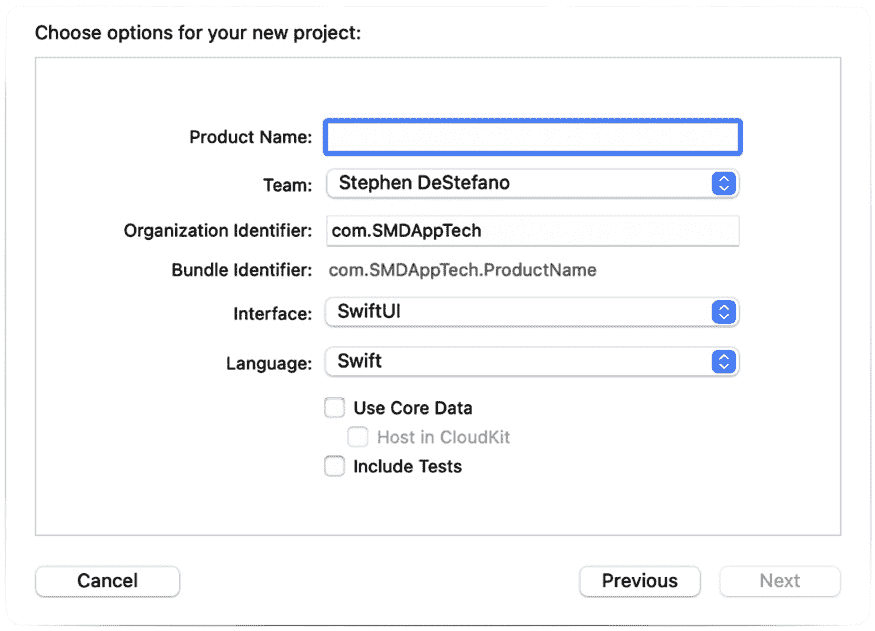 Choose options for your new project:
Product Name:
Team: Stephen DeStefano
Organization Identifier: com.SMDAppTech
Bundle Identifier: com.SMDAppTech.ProductName
Interface: SwiftUI
Language: Swift
Use Core Data
Host in CloudKit
Include Tests
Cancel Previous Next